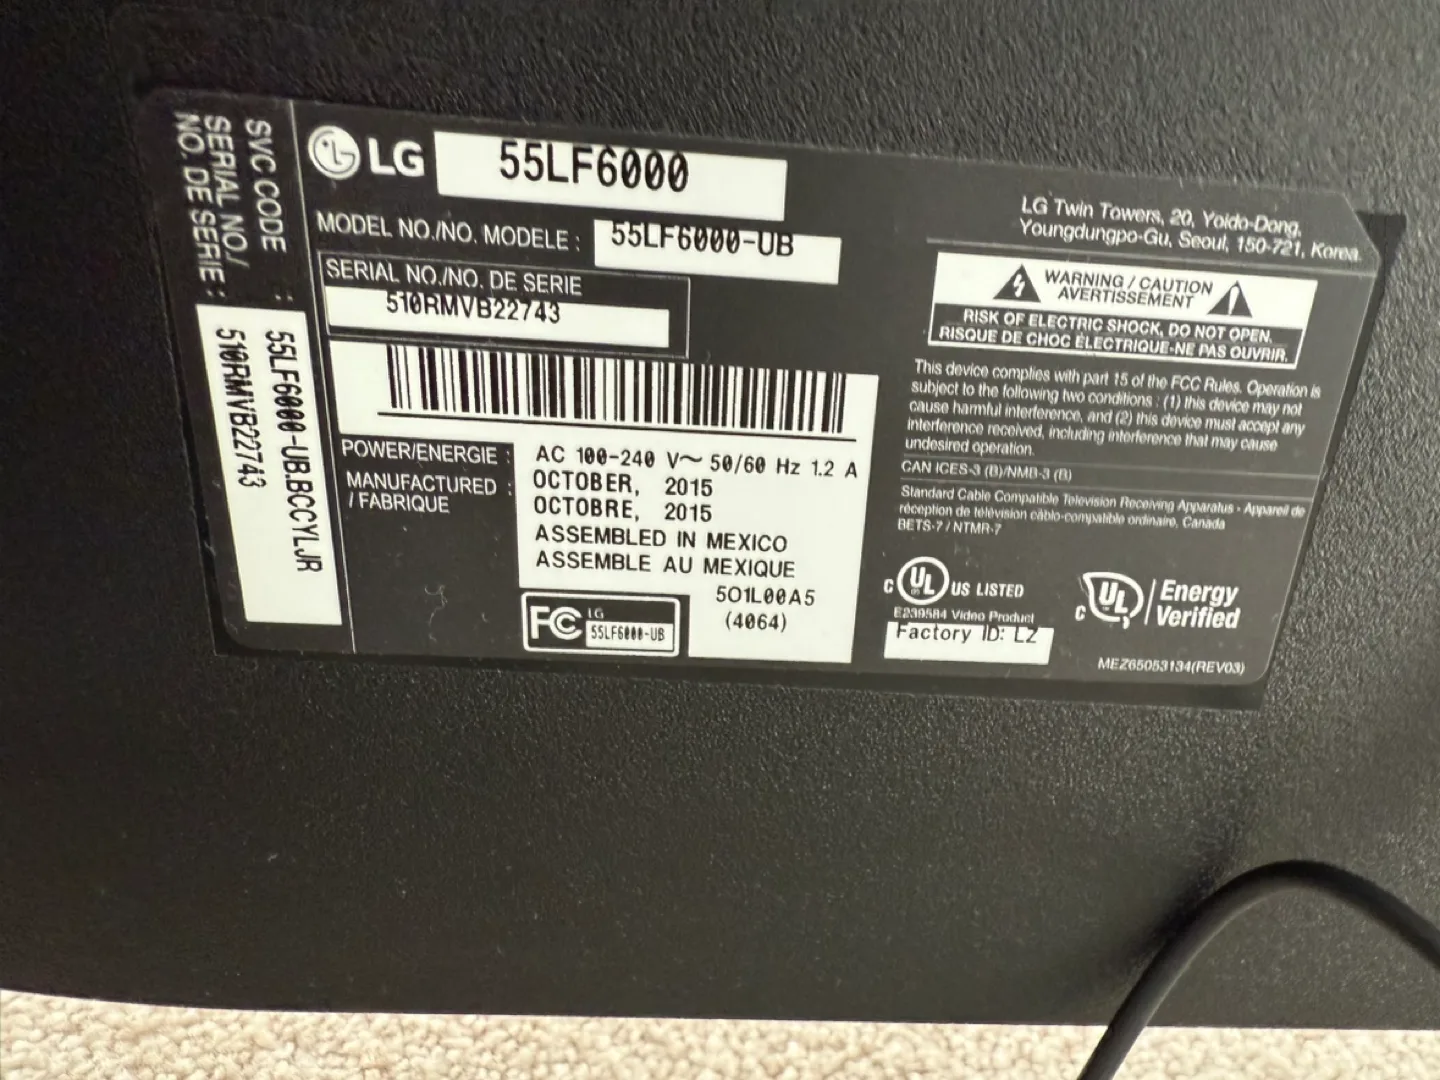 SVC CODE : 55LF6000-UB.BCCYLJR
SERIAL NO./
NO. DE SERIE : 510RMVB22743
LG 55LF6000
MODEL NO./NO. MODELE : 55LF6000-UB
SERIAL NO./NO. DE SERIE
510RMVB22743
POWER/ENERGIE : AC 100-240 V~ 50/60 Hz 1.2 A
MANUFACTURED : OCTOBER, 2015
/ FABRIQUE OCTOBRE, 2015
ASSEMBLED IN MEXICO
ASSEMBLE AU MEXIQUE
501L00A5
(4064)
FC LG
55LF6000-UB
LG Twin Towers, 20, Yoido-Dong,
Youngdungpo-Gu, Seoul, 150-721, Korea.
WARNING / CAUTION
AVERTISSEMENT
RISK OF ELECTRIC SHOCK, DO NOT OPEN.
RISQUE DE CHOC ÉLECTRIQUE-NE PAS OUVRIR.
This device complies with part 15 of the FCC Rules. Operation is
subject to the following two conditions : (1) this device may not
cause harmful interference, and (2) this device must accept any
interference received, including interference that may cause
undesired operation.
CAN ICES-3 (B)/NMB-3 (B)
Standard Cable Compatible Television Receiving Apparatus - Appareil de
réception de télévision câblo-compatible ordinaire, Canada
BETS-7 / NTMR-7
C UL US LISTED
E239584 Video Product
Factory ID: LZ
C UL Energy
Verified
MEZ65053134(REV03)